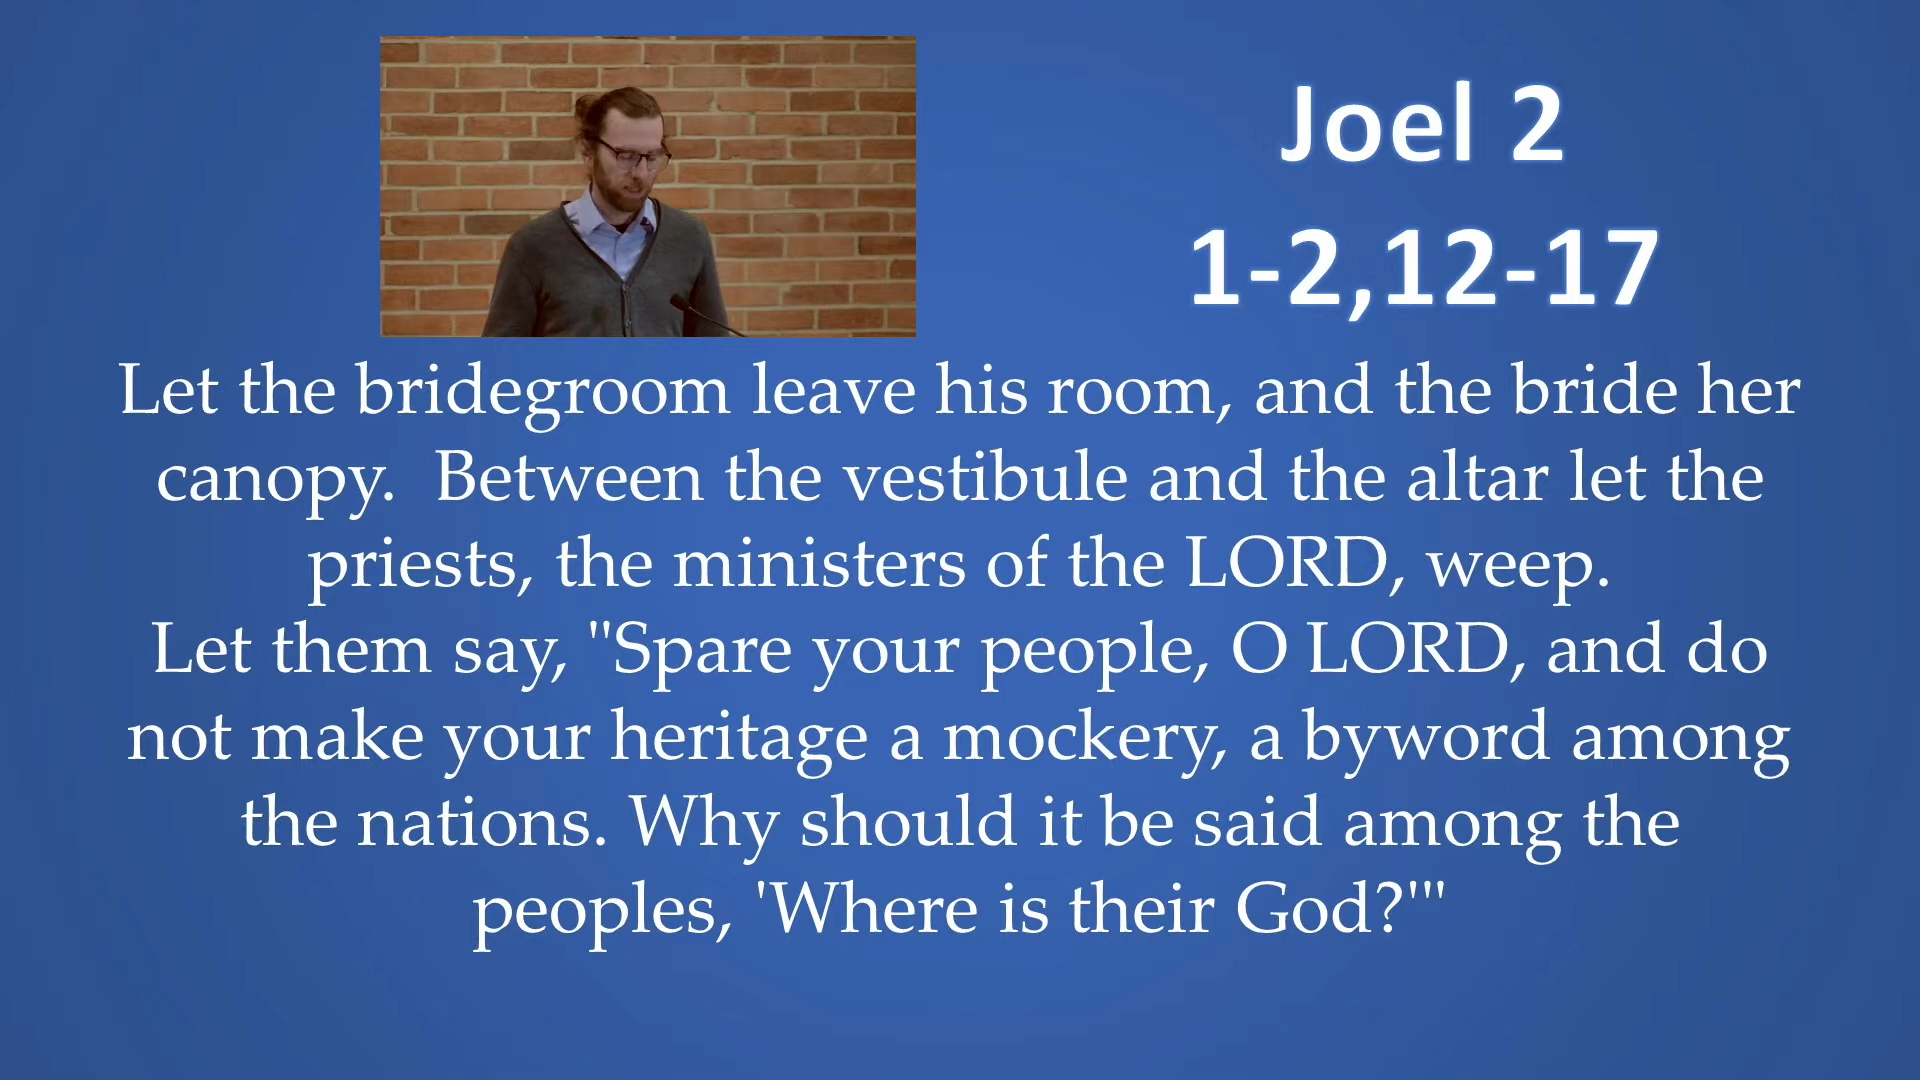 Joel 2
1-2,12-17
Let the bridegroom leave his room, and the bride her
canopy.  Between the vestibule and the altar let the
priests, the ministers of the LORD, weep.
Let them say, "Spare your people, O LORD, and do
not make your heritage a mockery, a byword among
the nations. Why should it be said among the
peoples, 'Where is their God?'"